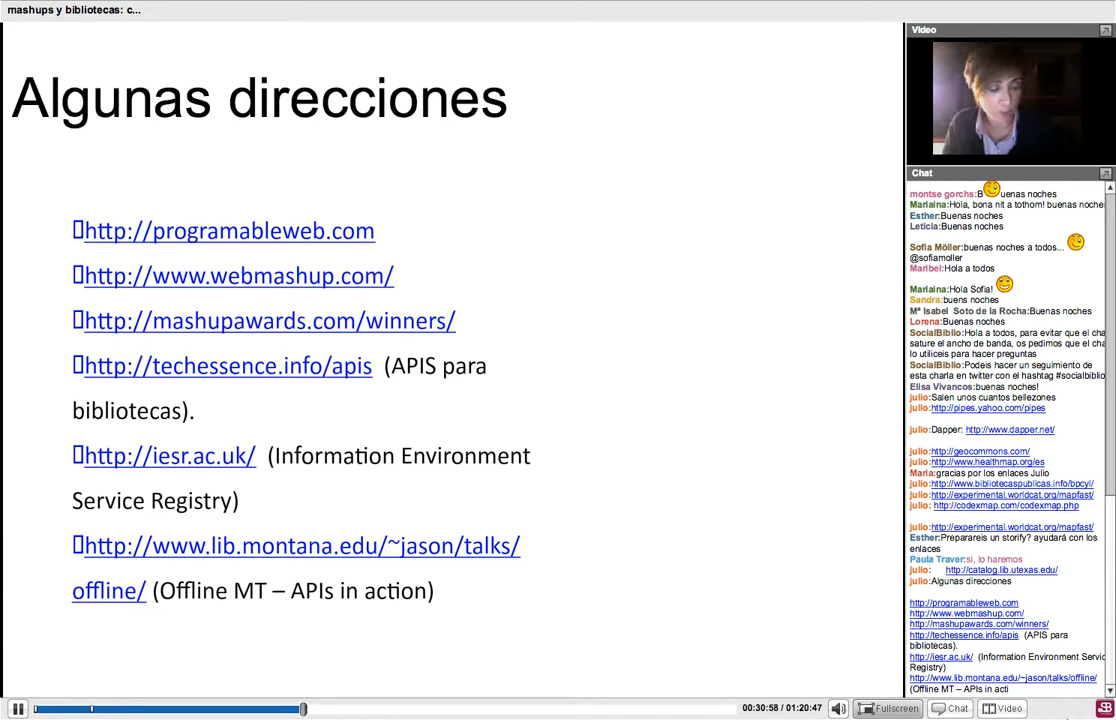 mashups y bibliotecas: c...
Algunas direcciones
http://programableweb.com
http://www.webmashup.com/
http://mashupawards.com/winners/
http://techessence.info/apis (APIS para
bibliotecas).
http://iesr.ac.uk/ (Information Environment
Service Registry)
http://www.lib.montana.edu/~jason/talks/
offline/ (Offline MT – APIs in action)
Video
Chat
montse gorchs:B uenas noches
Mariaina:Hola, bona nit a tothom! buenas noche
Esther:Buenas noches
Leticia:Buenas noches
Sofia Möller:buenas noches a todos...
@sofiamoller
Maribel:Hola a todos
Mariaina:Hola Sofia!
Sandra:buens noches
Mª Isabel Soto de la Rocha:Buenas noches
Lorena:Buenas noches
SocialBiblio:Hola a todos, para evitar que el cha
sature el ancho de banda, os pedimos que el cha
lo utiliceis para hacer preguntas
SocialBiblio:Podeis hacer un seguimiento de
esta charla en twitter con el hashtag #socialbiblio
Elisa Vivancos:buenas noches!
julio:Salen unos cuantos bellezones
julio:http://pipes.yahoo.com/pipes
julio:Dapper: http://www.dapper.net/
julio:http://geocommons.com/
julio:http://www.healthmap.org/es
Maria:gracias por los enlaces Julio
julio:http://www.bibliotecaspublicas.info/bpcyl/
julio:http://experimental.worldcat.org/mapfast/
julio: http://codexmap.com/codexmap.php
julio:http://experimental.worldcat.org/mapfast/
Esther:Preparareis un storify? ayudará con los
enlaces
Paula Traver:si, lo haremos
julio: http://catalog.lib.utexas.edu/
julio:Algunas direcciones
http://programableweb.com
http://www.webmashup.com/
http://mashupawards.com/winners/
http://techessence.info/apis (APIS para
bibliotecas).
http://iesr.ac.uk/ (Information Environment Servic
Registry)
http://www.lib.montana.edu/~jason/talks/offline/
(Offline MT – APIs in acti
00:30:58 / 01:20:47
Fullscreen
Chat
Video
SB